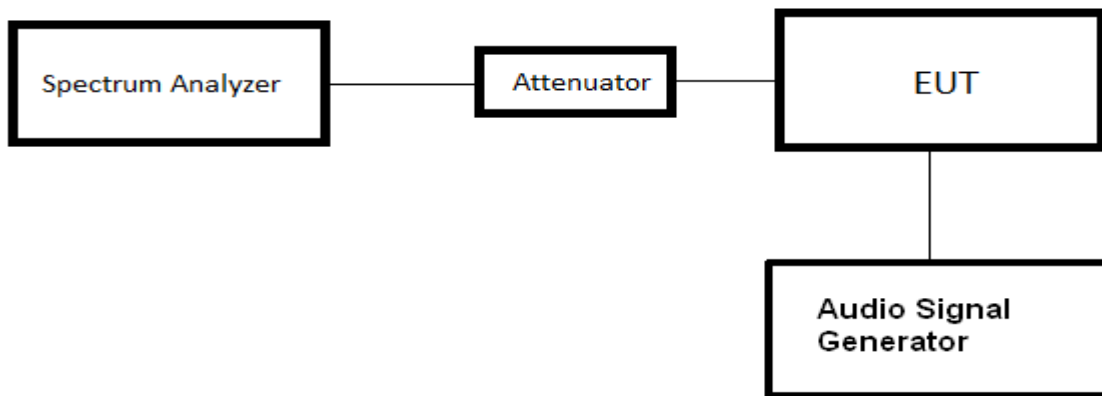 Spectrum Analyzer
Attenuator
EUT
Audio Signal
Generator